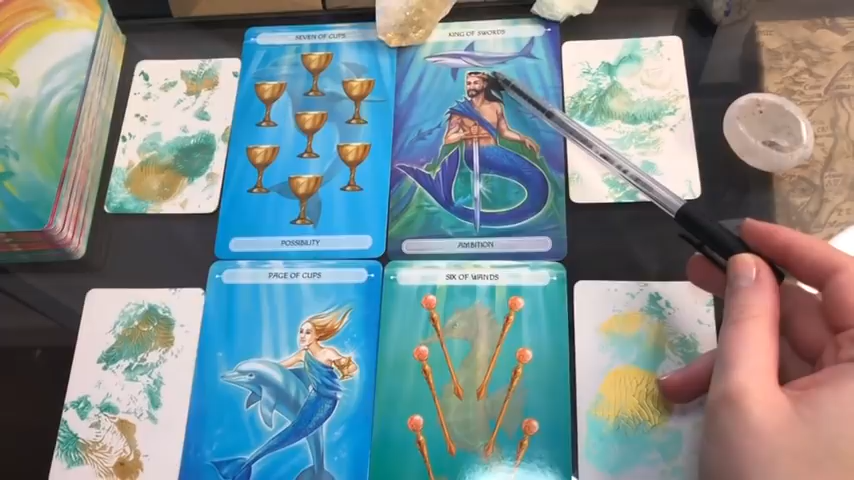 SEVEN OF CUPS
KING OF SWORDS
POSSIBILITY
AMBITION
PAGE OF CUPS
SIX OF WANDS